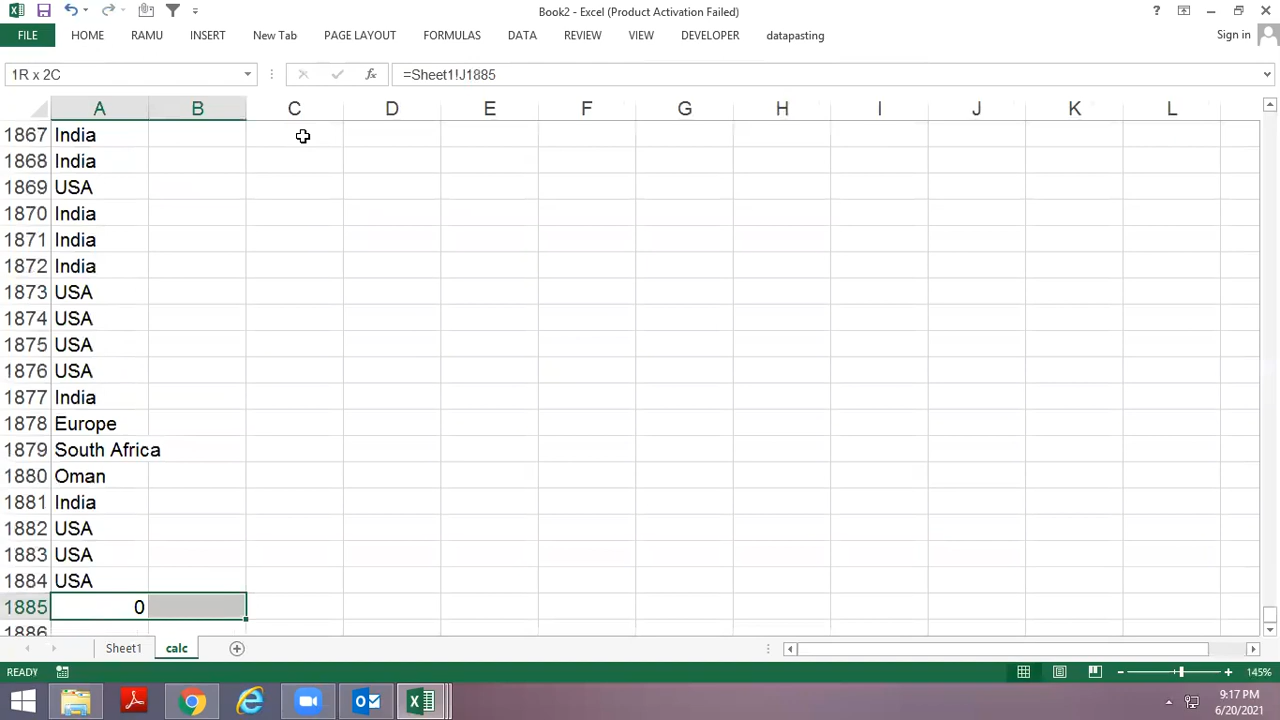 Book2 - Excel (Product Activation Failed)
FILE HOME RAMU INSERT New Tab PAGE LAYOUT FORMULAS DATA REVIEW VIEW DEVELOPER datapasting Sign in
1R x 2C fx =Sheet1!J1885
A B C D E F G H I J K L
1867 India
1868 India
1869 USA
1870 India
1871 India
1872 India
1873 USA
1874 USA
1875 USA
1876 USA
1877 India
1878 Europe
1879 South Africa
1880 Oman
1881 India
1882 USA
1883 USA
1884 USA
1885 0
1886
Sheet1 calc
READY 145%
9:17 PM
6/20/2021